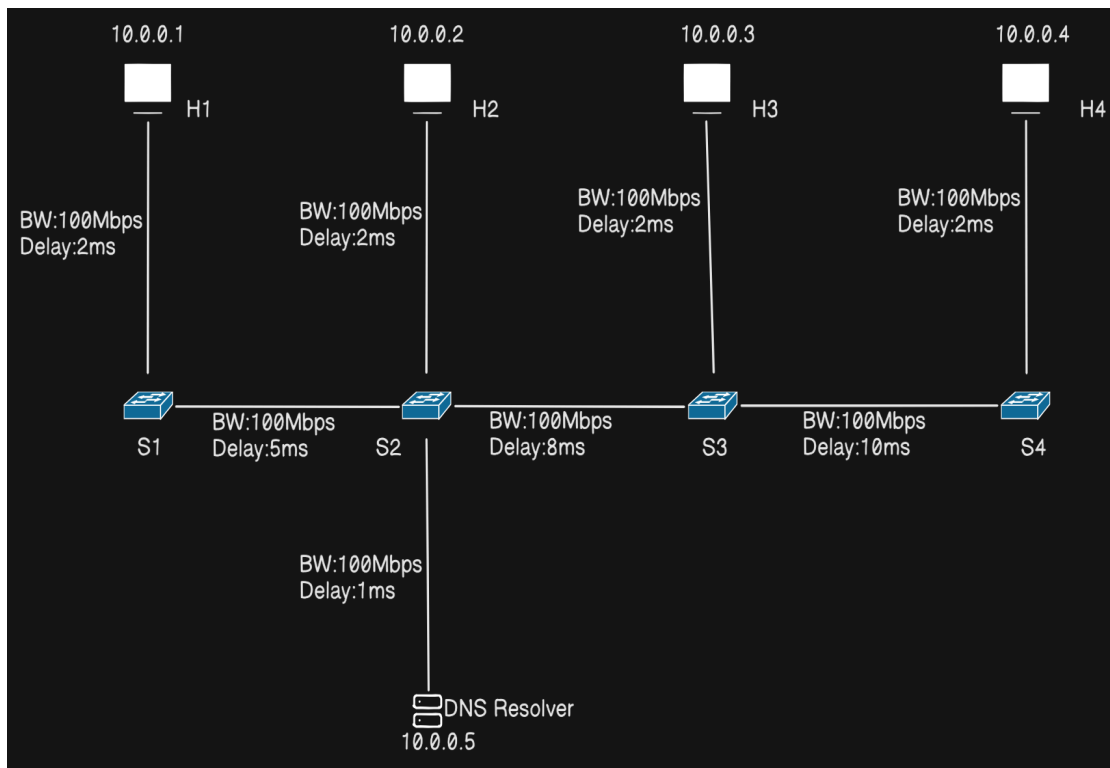 10.0.0.1
10.0.0.2
10.0.0.3
10.0.0.4
H1
H2
H3
H4
BW:100Mbps
Delay:2ms
BW:100Mbps
Delay:2ms
BW:100Mbps
Delay:2ms
BW:100Mbps
Delay:2ms
S1
BW:100Mbps
Delay:5ms
S2
BW:100Mbps
Delay:8ms
S3
BW:100Mbps
Delay:10ms
S4
BW:100Mbps
Delay:1ms
DNS Resolver
10.0.0.5